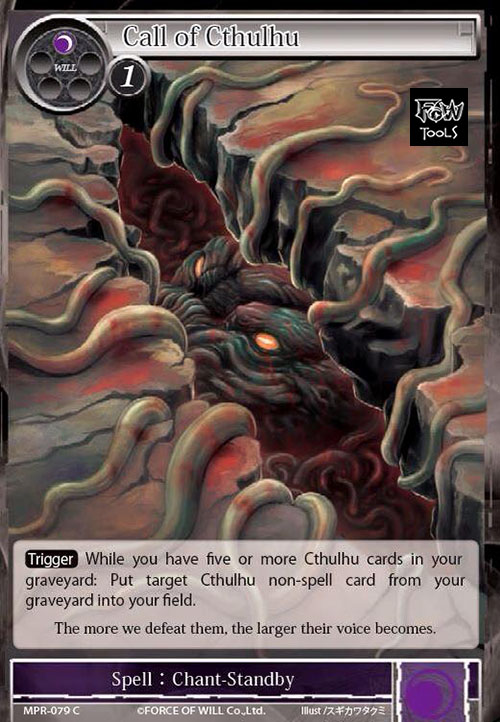 Call of Cthulhu
WILL
1
FOW
TOOLS
Trigger While you have five or more Cthulhu cards in your
graveyard: Put target Cthulhu non-spell card from your
graveyard into your field.
The more we defeat them, the larger their voice becomes.
Spell : Chant-Standby
MPR-079 C ©FORCE OF WILL Co.,Ltd. Illust /スギカワタクミ